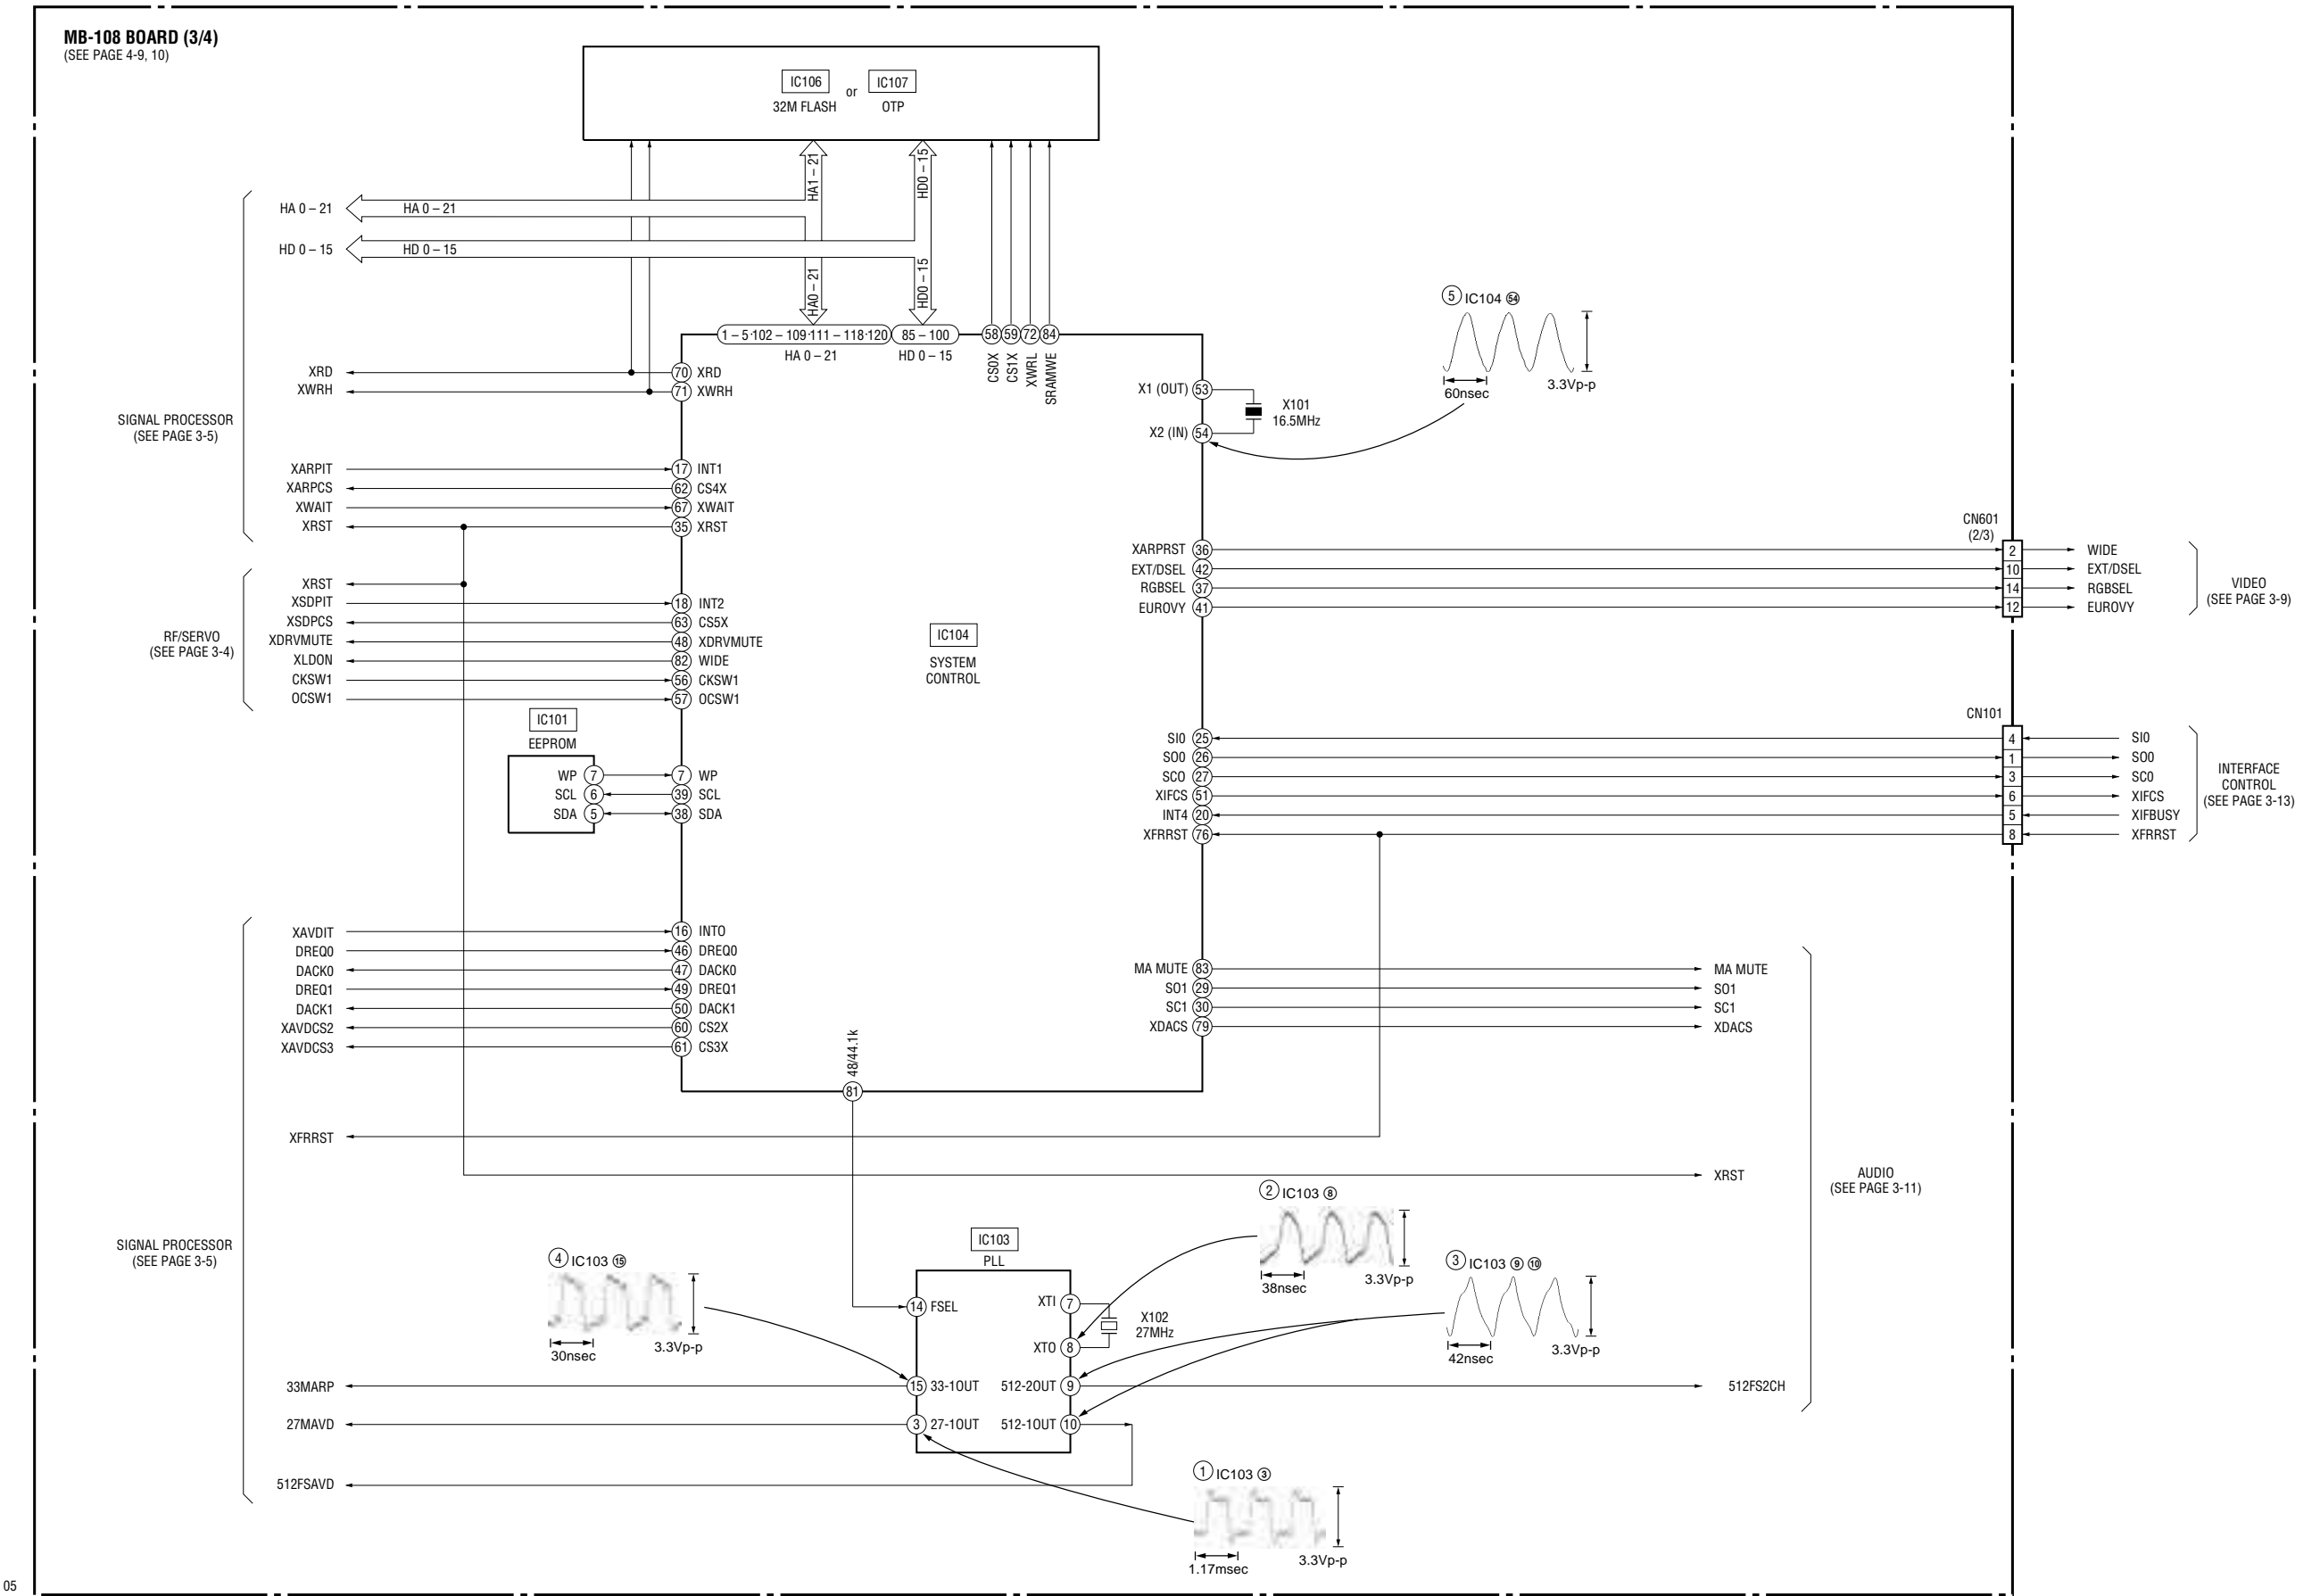 MB-108 BOARD (3/4)
(SEE PAGE 4-9, 10)
IC106 or IC107
32M FLASH OTP
HA1 – 21
HD0 – 15
HA 0 – 21 HA 0 – 21
HD 0 – 15 HD 0 – 15
HA0 – 21
HD0 – 15
1 – 5·102 – 109·111 – 118·120 85 – 100 58 59 72 84
HA 0 – 21 HD 0 – 15 CS0X CS1X XWRL SRAMWE
SIGNAL PROCESSOR
(SEE PAGE 3-5)
XRD 70 XRD
XWRH 71 XWRH
XARPIT 17 INT1
XARPCS 62 CS4X
XWAIT 67 XWAIT
XRST 35 XRST
RF/SERVO
(SEE PAGE 3-4)
XRST
XSDPIT 18 INT2
XSDPCS 63 CS5X
XDRVMUTE 48 XDRVMUTE
XLDON 82 WIDE
CKSW1 56 CKSW1
OCSW1 57 OCSW1
IC101
EEPROM
WP 7 7 WP
SCL 6 39 SCL
SDA 5 38 SDA
IC104
SYSTEM
CONTROL
X1 (OUT) 53
X2 (IN) 54
X101
16.5MHz
5 IC104 54
60nsec
3.3Vp-p
CN601
(2/3)
XARPRST 36 2 WIDE
EXT/DSEL 42 10 EXT/DSEL
RGBSEL 37 14 RGBSEL
EUROVY 41 12 EUROVY
VIDEO
(SEE PAGE 3-9)
CN101
SI0 25 4 SI0
SO0 26 1 SO0
SCO 27 3 SC0
XIFCS 51 6 XIFCS
INT4 20 5 XIFBUSY
XFRRST 76 8 XFRRST
INTERFACE
CONTROL
(SEE PAGE 3-13)
XAVDIT 16 INTO
DREQ0 46 DREQ0
DACK0 47 DACK0
DREQ1 49 DREQ1
DACK1 50 DACK1
XAVDCS2 60 CS2X
XAVDCS3 61 CS3X
48/44.1k
81
MA MUTE 83 MA MUTE
SO1 29 SO1
SC1 30 SC1
XDACS 79 XDACS
XFRRST
XRST
AUDIO
(SEE PAGE 3-11)
SIGNAL PROCESSOR
(SEE PAGE 3-5)
4 IC103 15
30nsec
3.3Vp-p
IC103
PLL
2 IC103 8
38nsec
3.3Vp-p
3 IC103 9 10
42nsec
3.3Vp-p
14 FSEL
XTI 7
XTO 8
X102
27MHz
33MARP 15 33-1OUT 512-2OUT 9 512FS2CH
27MAVD 3 27-1OUT 512-1OUT 10
512FSAVD
1 IC103 3
1.17msec
3.3Vp-p
05